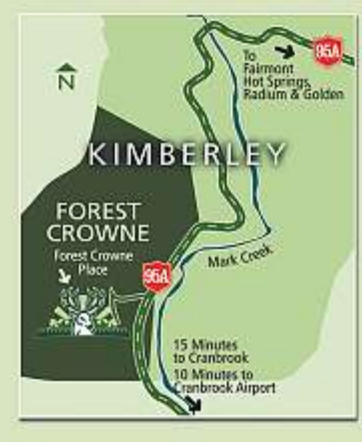 95A
To
Fairmont
Hot Springs,
Radium & Golden
N
KIMBERLEY
FOREST
CROWNE
Forest Crowne
Place
Mark Creek
95A
15 Minutes
to Cranbrook
10 Minutes to
Cranbrook Airport